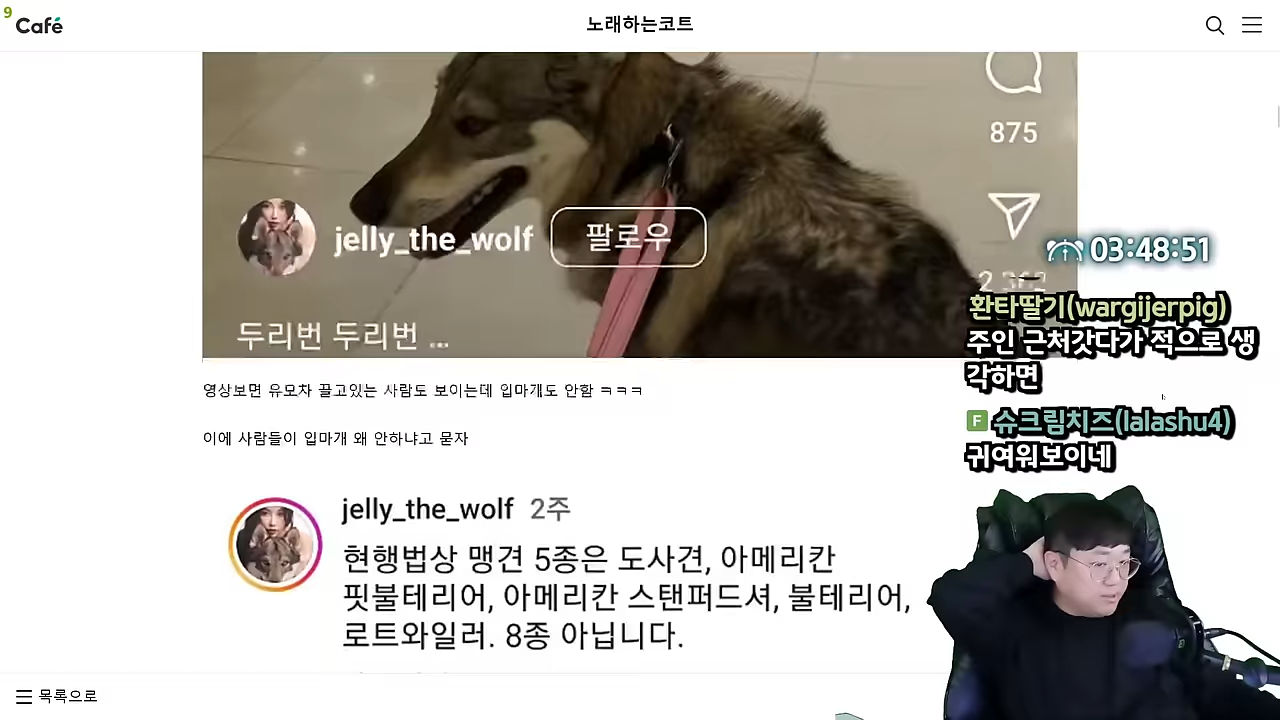 9
Café
노래하는코트
875
jelly_the_wolf
팔로우
두리번 두리번 ...
03:48:51
환타딸기(wargijerpig)
주인 근처갓다가 적으로 생
각하면
슈크림치즈(lalashu4)
귀여워보이네
영상보면 유모차 끌고있는 사람도 보이는데 입마개도 안함 ㅋㅋㅋ
이에 사람들이 입마개 왜 안하냐고 묻자
jelly_the_wolf 2주
현행법상 맹견 5종은 도사견, 아메리칸
핏불테리어, 아메리칸 스탠퍼드셔, 불테리어,
로트와일러. 8종 아닙니다.
목록으로